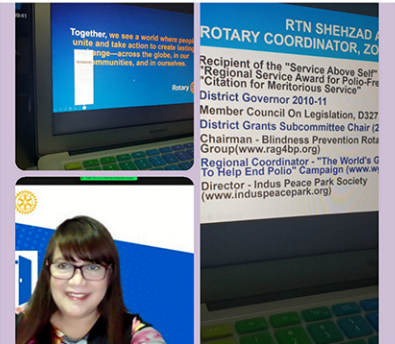 Together, we see a world where people
unite and take action to create lasting
change—across the globe, in our
communities, and in ourselves.
Rotary
RTN SHEHZAD A
ROTARY COORDINATOR, ZO
Recipient of the "Service Above Self"
"Regional Service Award for Polio-Fre
"Citation for Meritorious Service"
District Governor 2010-11
Member Council On Legislation, D327
District Grants Subcommittee Chair (2
Chairman - Blindness Prevention Rota
Group(www.rag4bp.org)
Regional Coordinator - "The World's G
To Help End Polio" Campaign (www.w
Director - Indus Peace Park Society
(www.induspeacepark.org)